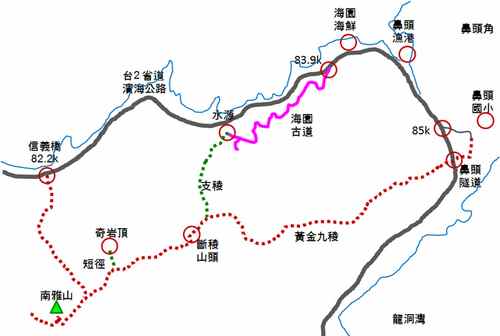 海園
海鮮
鼻頭
漁港
鼻頭角
83.9k
台2省道
濱海公路
鼻頭
國小
水源
海園
古道
85k
信義橋
82.2k
鼻頭
隧道
支稜
奇岩頂
斷稜
山頭
黃金九稜
短徑
南雅山
龍洞灣